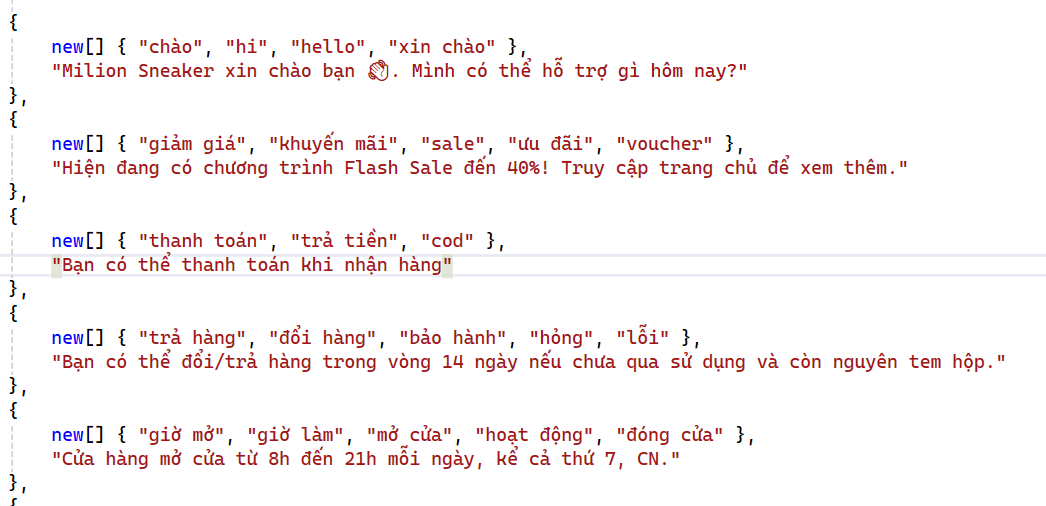 {
new[] { "chào", "hi", "hello", "xin chào" },
"Milion Sneaker xin chào bạn 👋. Mình có thể hỗ trợ gì hôm nay?"
},
{
new[] { "giảm giá", "khuyến mãi", "sale", "ưu đãi", "voucher" },
"Hiện đang có chương trình Flash Sale đến 40%! Truy cập trang chủ để xem thêm."
},
{
new[] { "thanh toán", "trả tiền", "cod" },
"Bạn có thể thanh toán khi nhận hàng"
},
{
new[] { "trả hàng", "đổi hàng", "bảo hành", "hỏng", "lỗi" },
"Bạn có thể đổi/trả hàng trong vòng 14 ngày nếu chưa qua sử dụng và còn nguyên tem hộp."
},
{
new[] { "giờ mở", "giờ làm", "mở cửa", "hoạt động", "đóng cửa" },
"Cửa hàng mở cửa từ 8h đến 21h mỗi ngày, kể cả thứ 7, CN."
},
{